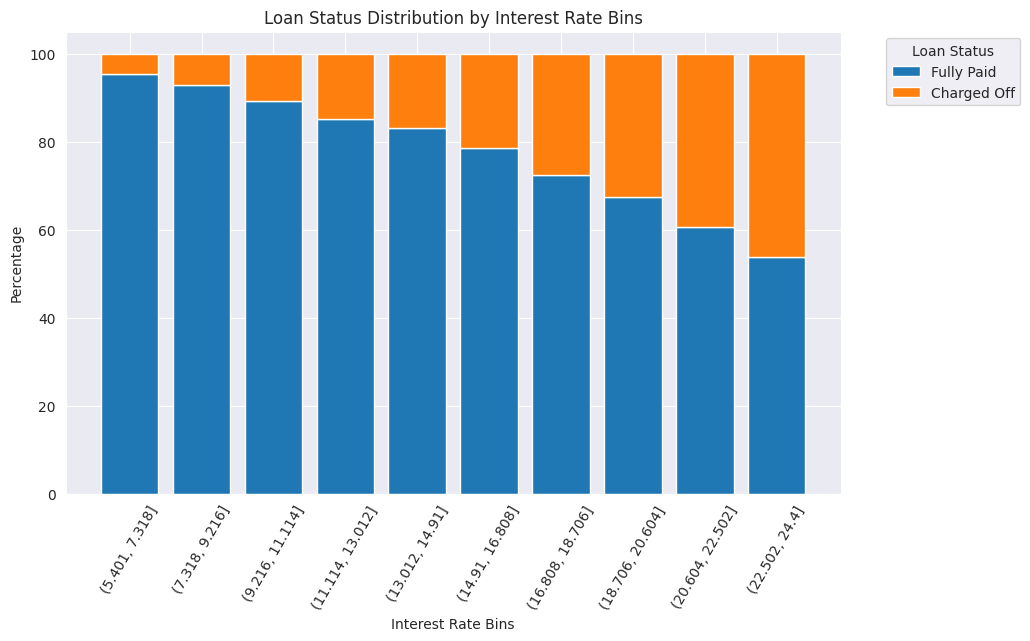 Loan Status Distribution by Interest Rate Bins
Loan Status
Fully Paid
Charged Off
Percentage
100
80
60
40
20
0
(5.401, 7.318]
(7.318, 9.216]
(9.216, 11.114]
(11.114, 13.012]
(13.012, 14.91]
(14.91, 16.808]
(16.808, 18.706]
(18.706, 20.604]
(20.604, 22.502]
(22.502, 24.4]
Interest Rate Bins